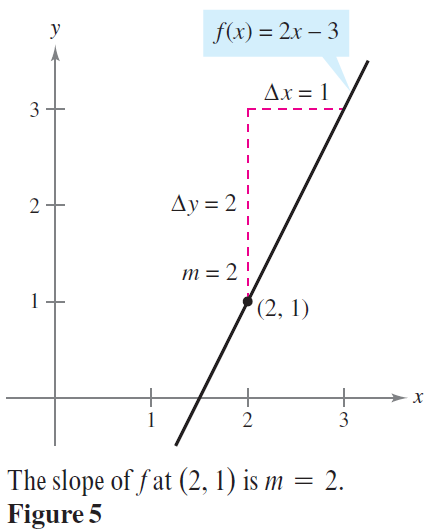 y
f(x) = 2x – 3
Δx = 1
3
Δy = 2
2
m = 2
1
(2, 1)
x
1 2 3
The slope of f at (2, 1) is m = 2.
Figure 5